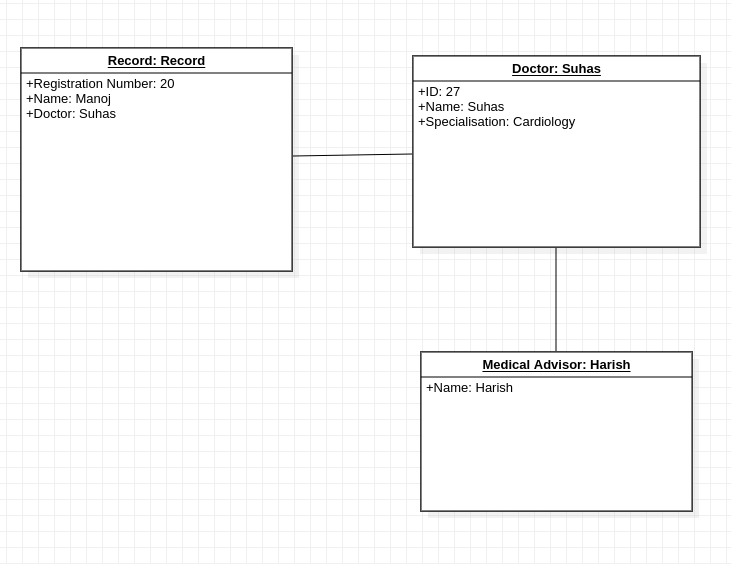 Record: Record
+Registration Number: 20
+Name: Manoj
+Doctor: Suhas
Doctor: Suhas
+ID: 27
+Name: Suhas
+Specialisation: Cardiology
Medical Advisor: Harish
+Name: Harish